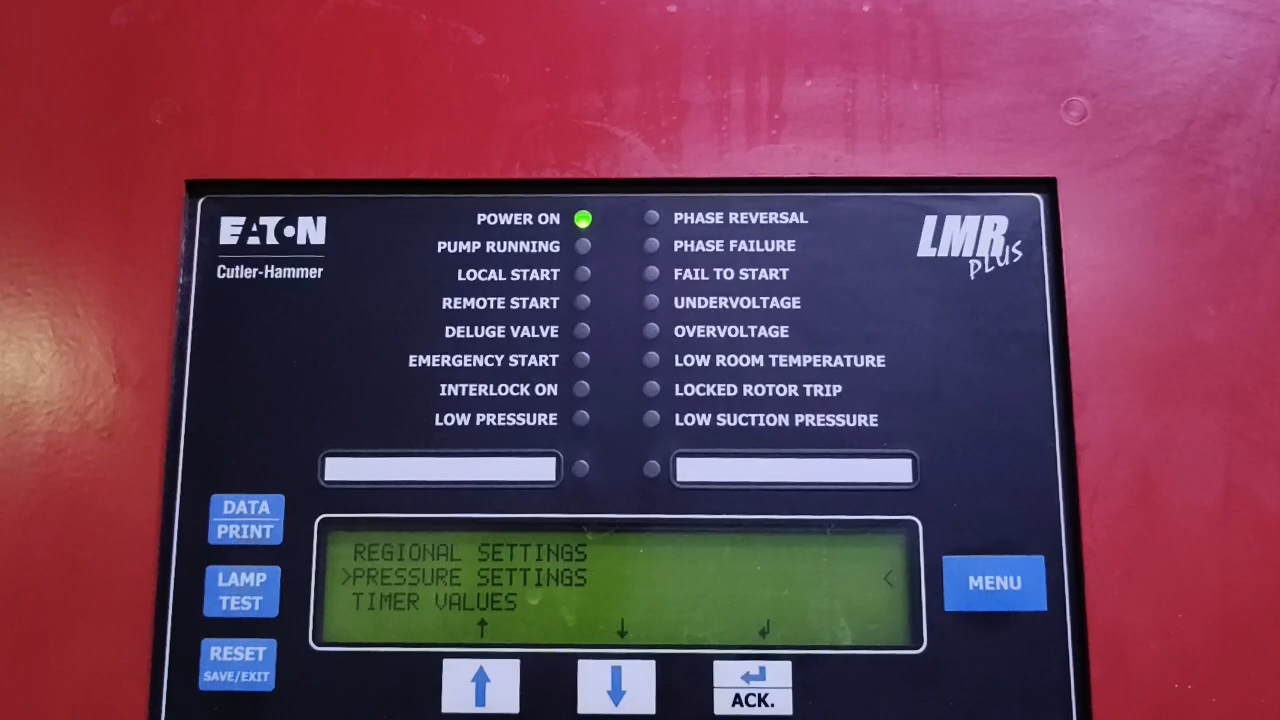 EATON
Cutler-Hammer
LMR PLUS
POWER ON
PUMP RUNNING
LOCAL START
REMOTE START
DELUGE VALVE
EMERGENCY START
INTERLOCK ON
LOW PRESSURE
PHASE REVERSAL
PHASE FAILURE
FAIL TO START
UNDERVOLTAGE
OVERVOLTAGE
LOW ROOM TEMPERATURE
LOCKED ROTOR TRIP
LOW SUCTION PRESSURE
DATA
PRINT
LAMP
TEST
RESET
SAVE/EXIT
REGIONAL SETTINGS
>PRESSURE SETTINGS <
TIMER VALUES
↑ ↓ ↲
MENU
ACK.